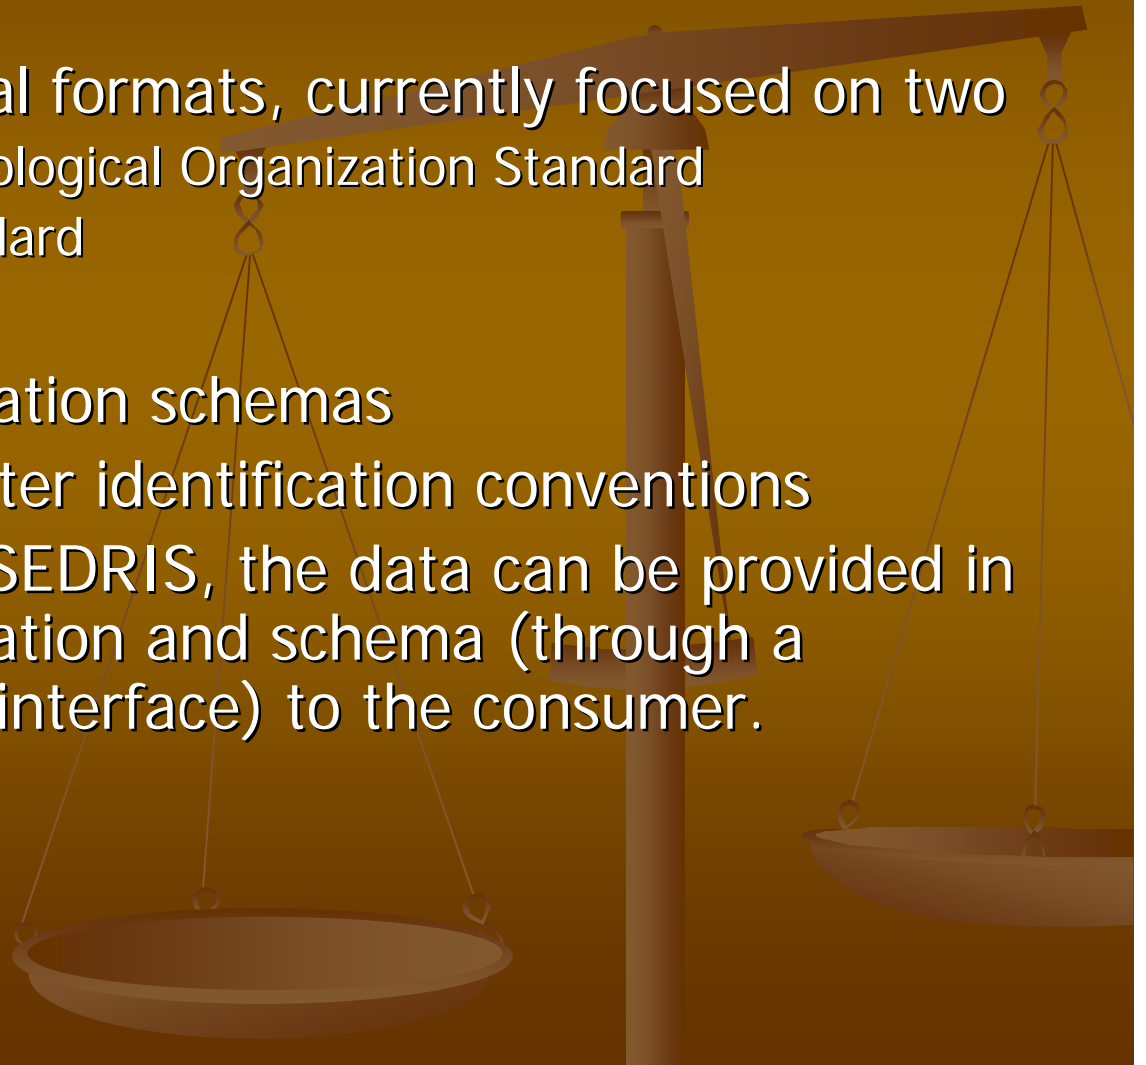 al formats, currently focused on two
ological Organization Standard
dard
ation schemas
ter identification conventions
SEDRIS, the data can be provided in
ation and schema (through a
interface) to the consumer.